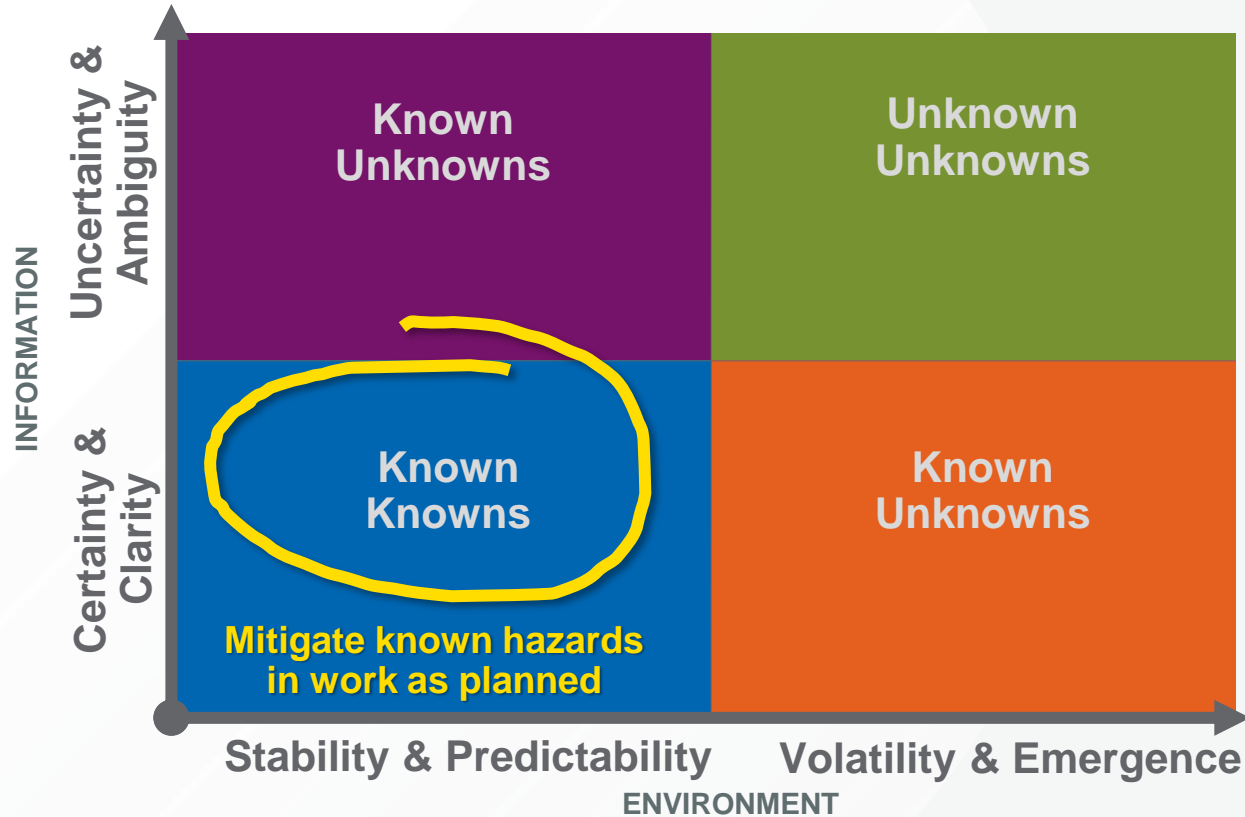 INFORMATION
Uncertainty &
Ambiguity
Certainty &
Clarity
Known
Unknowns
Unknown
Unknowns
Known
Knowns
Mitigate known hazards
in work as planned
Known
Unknowns
Stability & Predictability
Volatility & Emergence
ENVIRONMENT